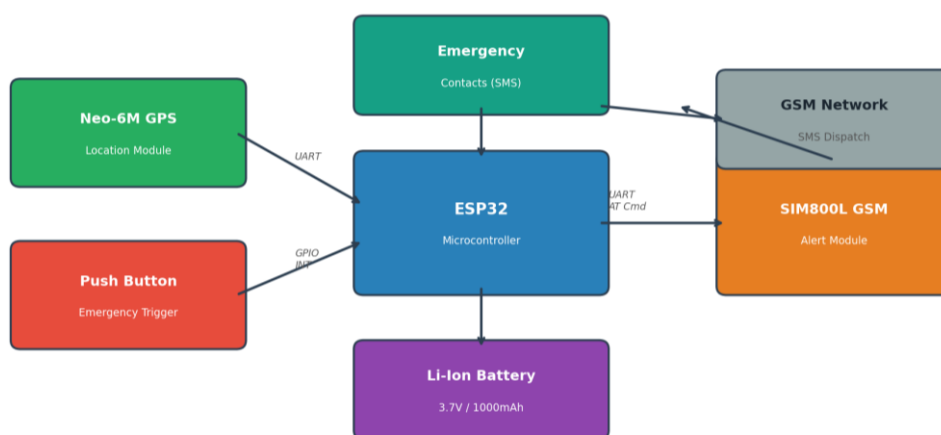 Emergency
Contacts (SMS)
Neo-6M GPS
Location Module
GSM Network
SMS Dispatch
UART
ESP32
Microcontroller
UART
AT Cmd
SIM800L GSM
Alert Module
Push Button
Emergency Trigger
GPIO
INT
Li-Ion Battery
3.7V / 1000mAh